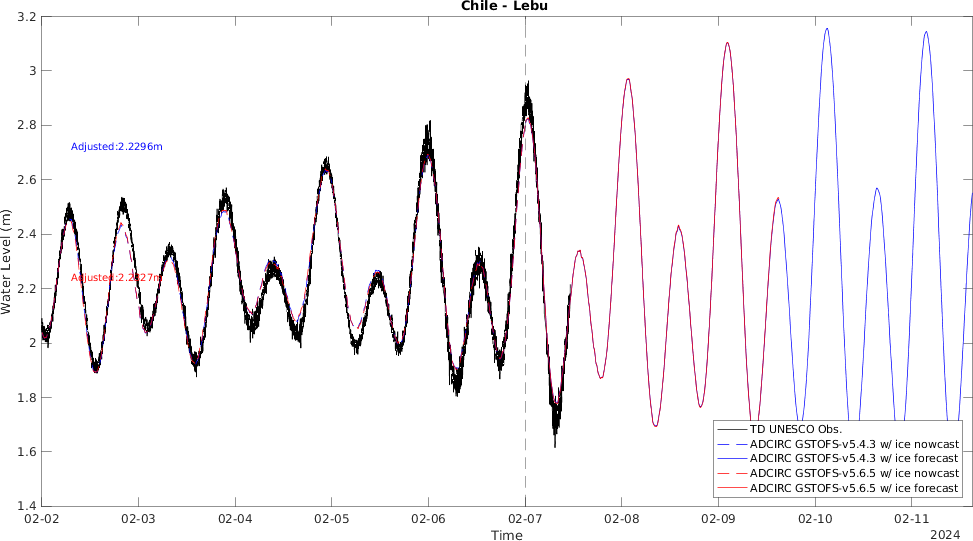 Chile - Lebu
3.2
3
2.8
2.6
2.4
2.2
2
1.8
1.6
1.4
Water Level (m)
Adjusted:2.2296m
Adjusted:2.2227m
TD UNESCO Obs.
ADCIRC GSTOFS-v5.4.3 w/ ice nowcast
ADCIRC GSTOFS-v5.4.3 w/ ice forecast
ADCIRC GSTOFS-v5.6.5 w/ ice nowcast
ADCIRC GSTOFS-v5.6.5 w/ ice forecast
02-02 02-03 02-04 02-05 02-06 02-07 02-08 02-09 02-10 02-11
Time
2024